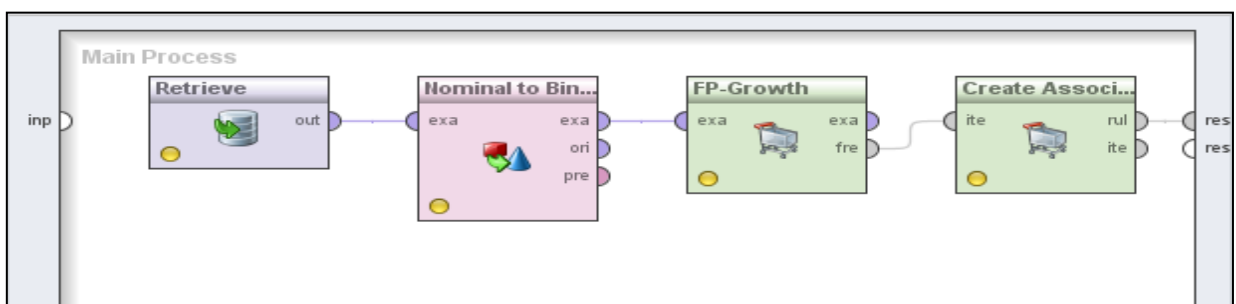 Main Process
Retrieve
Nominal to Bin...
FP-Growth
Create Associ...
inp
out
exa
exa
exa
exa
ite
rul
res
ori
fre
ite
res
pre